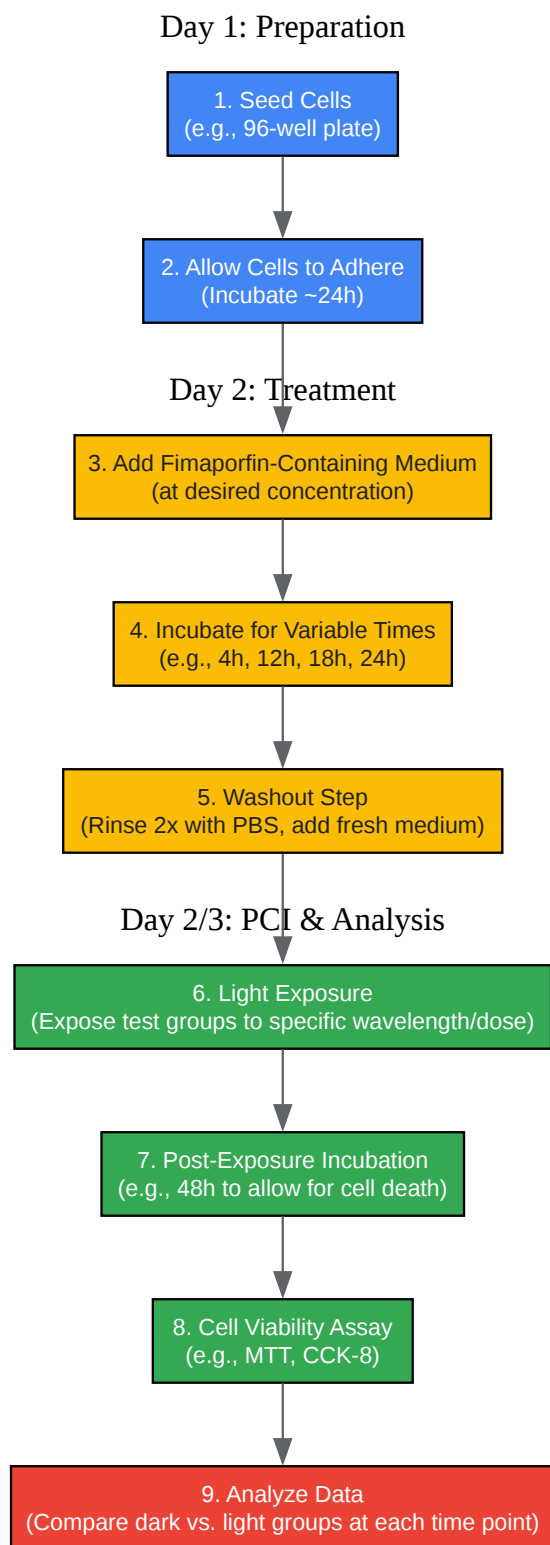 Day 1: Preparation
1. Seed Cells
(e.g., 96-well plate)
2. Allow Cells to Adhere
(Incubate ~24h)
Day 2: Treatment
3. Add Fimaporfin-Containing Medium
(at desired concentration)
4. Incubate for Variable Times
(e.g., 4h, 12h, 18h, 24h)
5. Washout Step
(Rinse 2x with PBS, add fresh medium)
Day 2/3: PCI & Analysis
6. Light Exposure
(Expose test groups to specific wavelength/dose)
7. Post-Exposure Incubation
(e.g., 48h to allow for cell death)
8. Cell Viability Assay
(e.g., MTT, CCK-8)
9. Analyze Data
(Compare dark vs. light groups at each time point)